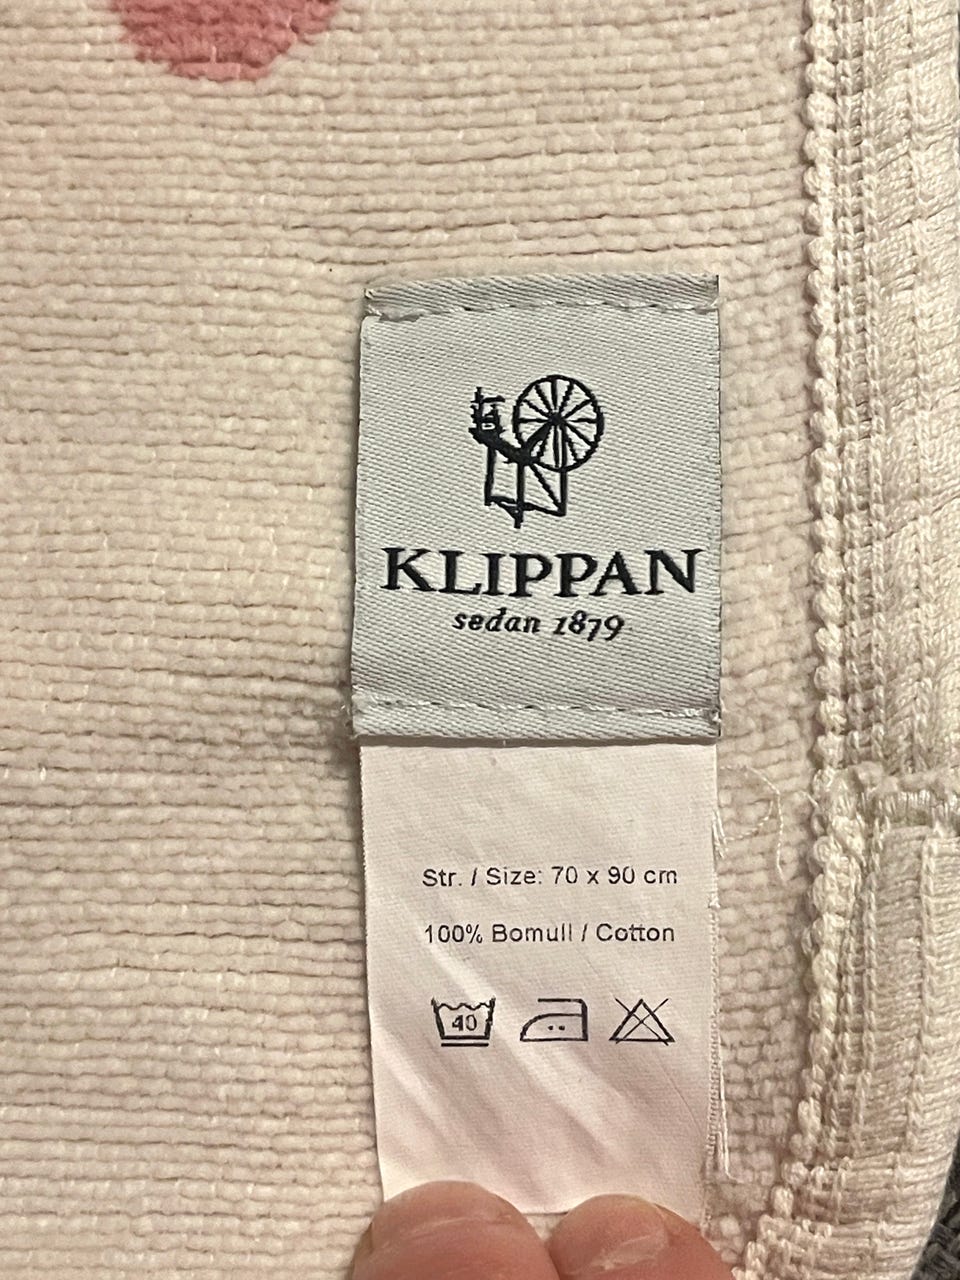 KLIPPAN
sedan 1879
Str. / Size: 70 x 90 cm
100% Bomull / Cotton
40